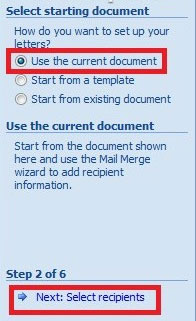 Select starting document
How do you want to set up your
letters?
Use the current document
Start from a template
Start from existing document
Use the current document
Start from the document shown
here and use the Mail Merge
wizard to add recipient
information.
Step 2 of 6
Next: Select recipients